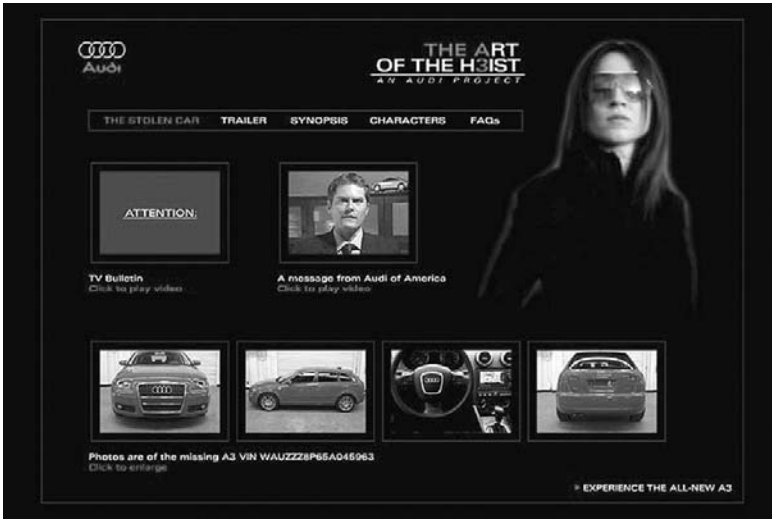 Audi
THE ART
OF THE H3IST
AN AUDI PROJECT
THE STOLEN CAR TRAILER SYNOPSIS CHARACTERS FAQs
ATTENTION:
TV Bulletin
Click to play video
A message from Audi of America
Click to play video
Photos are of the missing A3 VIN WAUZZZ8P65A045963
Click to enlarge
» EXPERIENCE THE ALL-NEW A3